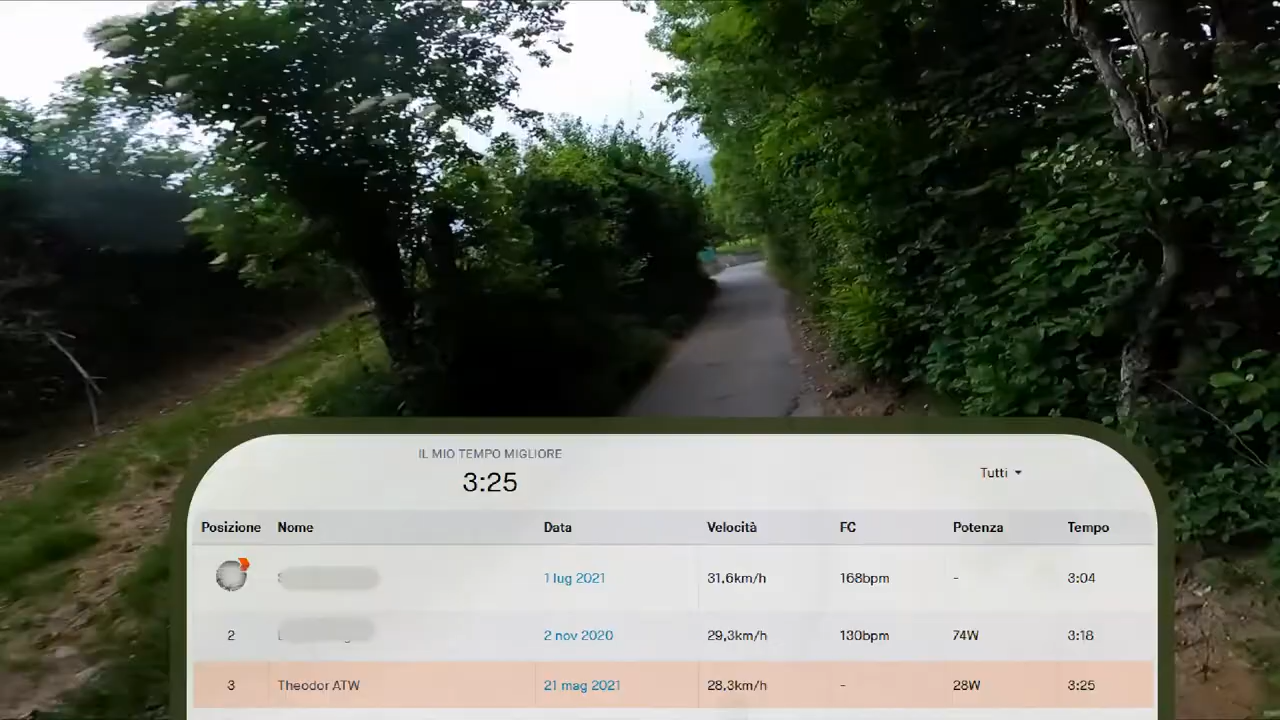 IL MIO TEMPO MIGLIORE
3:25
Tutti
Posizione Nome Data Velocità FC Potenza Tempo
1 lug 2021 31,6km/h 168bpm - 3:04
2 2 nov 2020 29,3km/h 130bpm 74W 3:18
3 Theodor ATW 21 mag 2021 28,3km/h - 28W 3:25